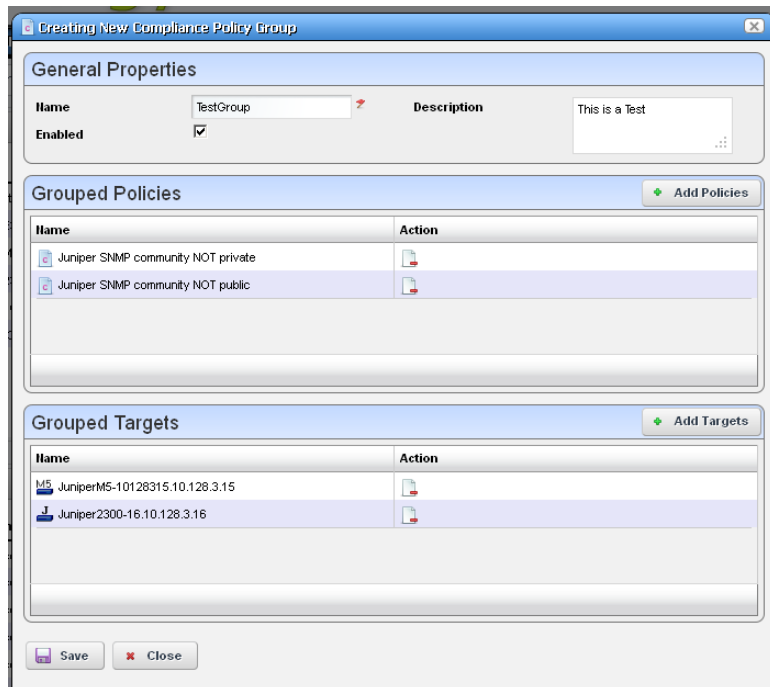 Creating New Compliance Policy Group
General Properties
Name TestGroup Description This is a Test
Enabled
Grouped Policies Add Policies
Name Action
Juniper SNMP community NOT private
Juniper SNMP community NOT public
Grouped Targets Add Targets
Name Action
M5 JuniperM5-10128315.10.128.3.15
J Juniper2300-16.10.128.3.16
Save Close